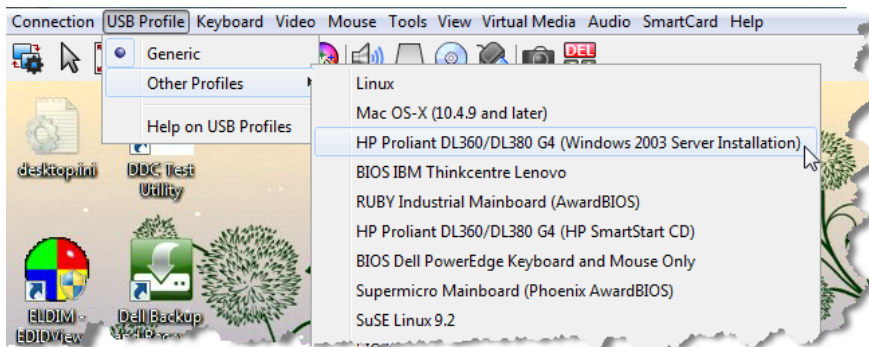 Connection USB Profile Keyboard Video Mouse Tools View Virtual Media Audio SmartCard Help
DEL
Generic
Other Profiles
Help on USB Profiles
Linux
Mac OS-X (10.4.9 and later)
HP Proliant DL360/DL380 G4 (Windows 2003 Server Installation)
BIOS IBM Thinkcentre Lenovo
RUBY Industrial Mainboard (AwardBIOS)
HP Proliant DL360/DL380 G4 (HP SmartStart CD)
BIOS Dell PowerEdge Keyboard and Mouse Only
Supermicro Mainboard (Phoenix AwardBIOS)
SuSE Linux 9.2
desktop.ini
DDC Test
Utility
ELDIM -
EDIDView
Dell Backup
and